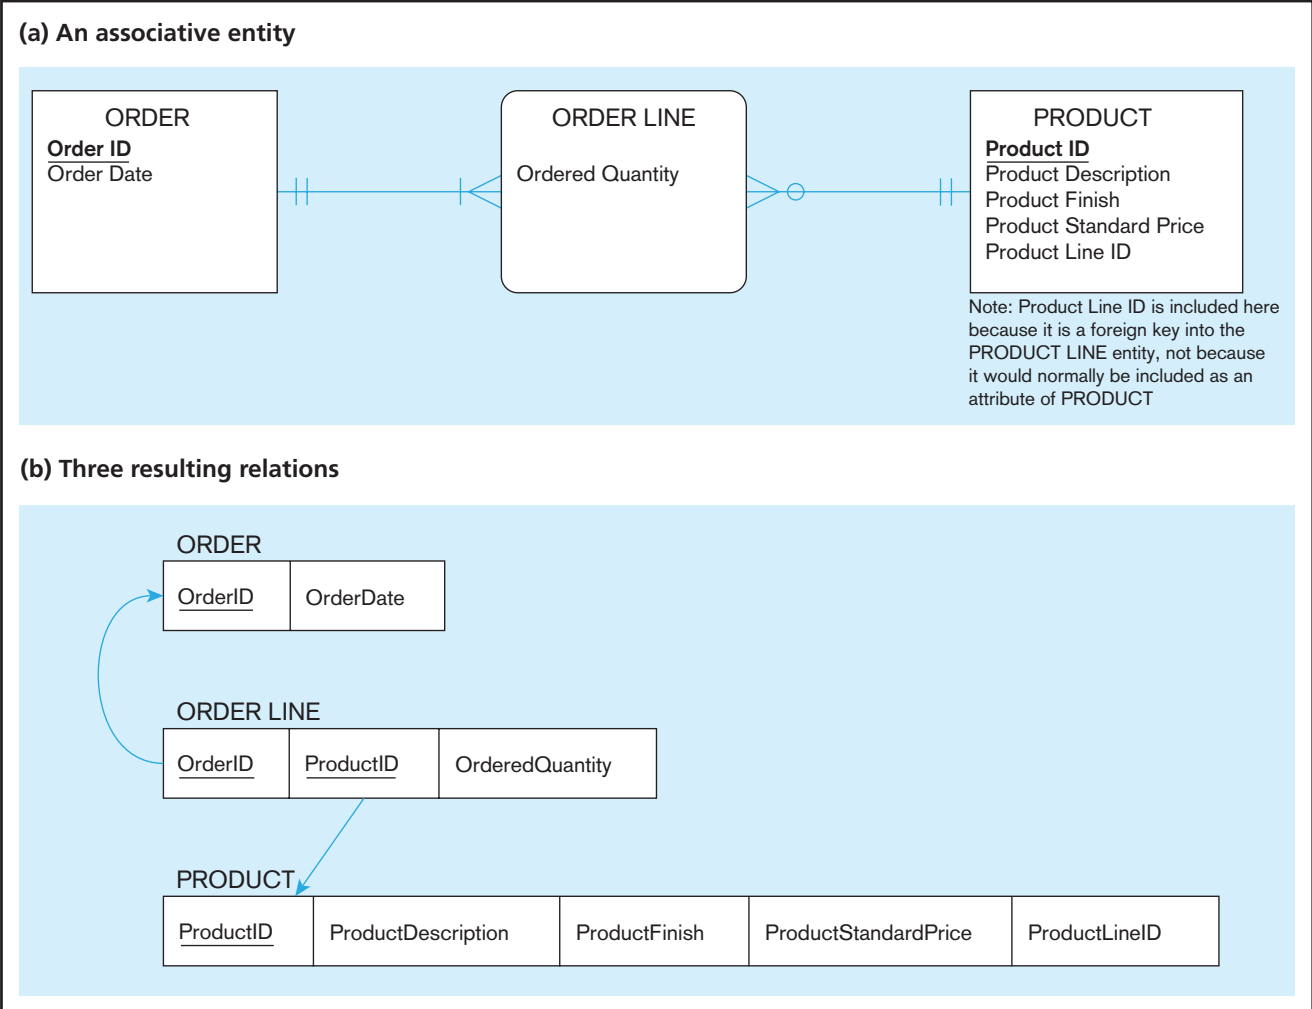 (a) An associative entity
ORDER
Order ID
Order Date
ORDER LINE
Ordered Quantity
PRODUCT
Product ID
Product Description
Product Finish
Product Standard Price
Product Line ID
Note: Product Line ID is included here
because it is a foreign key into the
PRODUCT LINE entity, not because
it would normally be included as an
attribute of PRODUCT
(b) Three resulting relations
ORDER
OrderID OrderDate
ORDER LINE
OrderID ProductID OrderedQuantity
PRODUCT
ProductID ProductDescription ProductFinish ProductStandardPrice ProductLineID